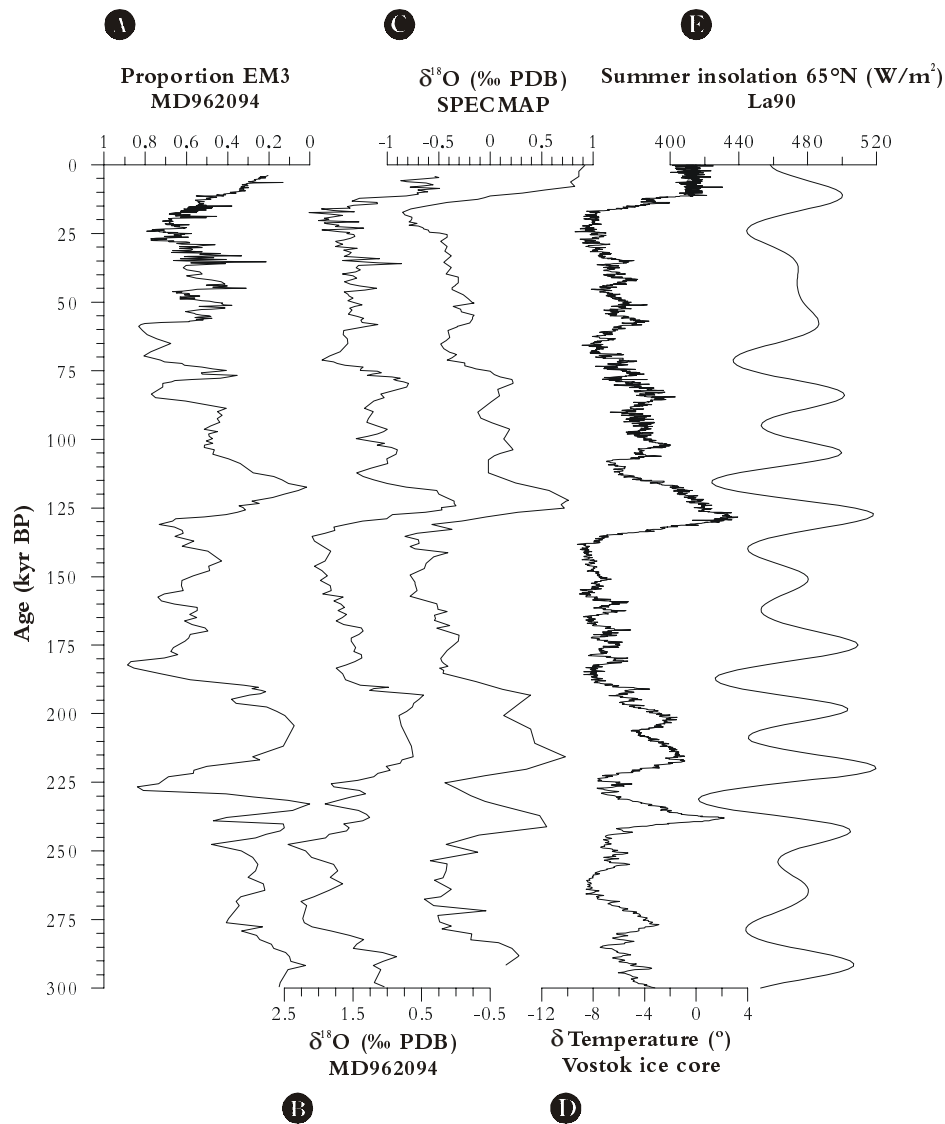 A C E
Proportion EM3
MD962094
δ¹⁸O (‰ PDB)
SPECMAP
Summer insolation 65°N (W/m²)
La90
1 0.8 0.6 0.4 0.2 0
-1 -0.5 0 0.5 1
400 440 480 520
Age (kyr BP)
0
25
50
75
100
125
150
175
200
225
250
275
300
2.5 1.5 0.5 -0.5
-12 -8 -4 0 4
δ¹⁸O (‰ PDB)
MD962094
δ Temperature (°)
Vostok ice core
B D